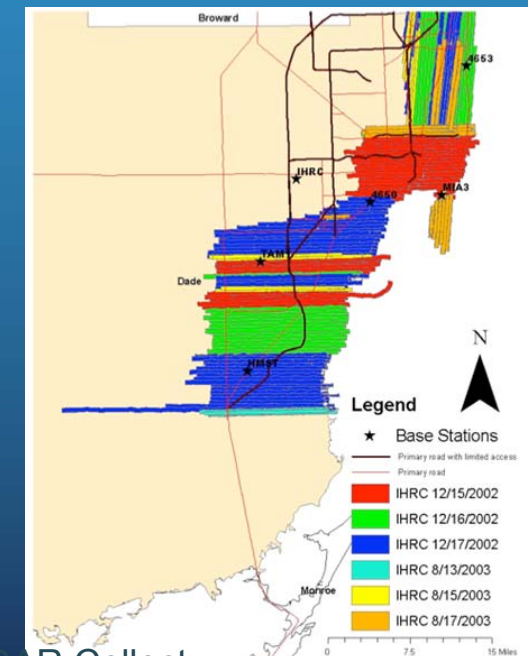 Broward
4653
IHRC
MIA3
4650
TAMI
Dade
HMST
N
Legend
Base Stations
Primary road with limited access
Primary road
IHRC 12/15/2002
IHRC 12/16/2002
IHRC 12/17/2002
IHRC 8/13/2003
IHRC 8/15/2003
IHRC 8/17/2003
Monroe
0 7.5 15 Miles
Collect